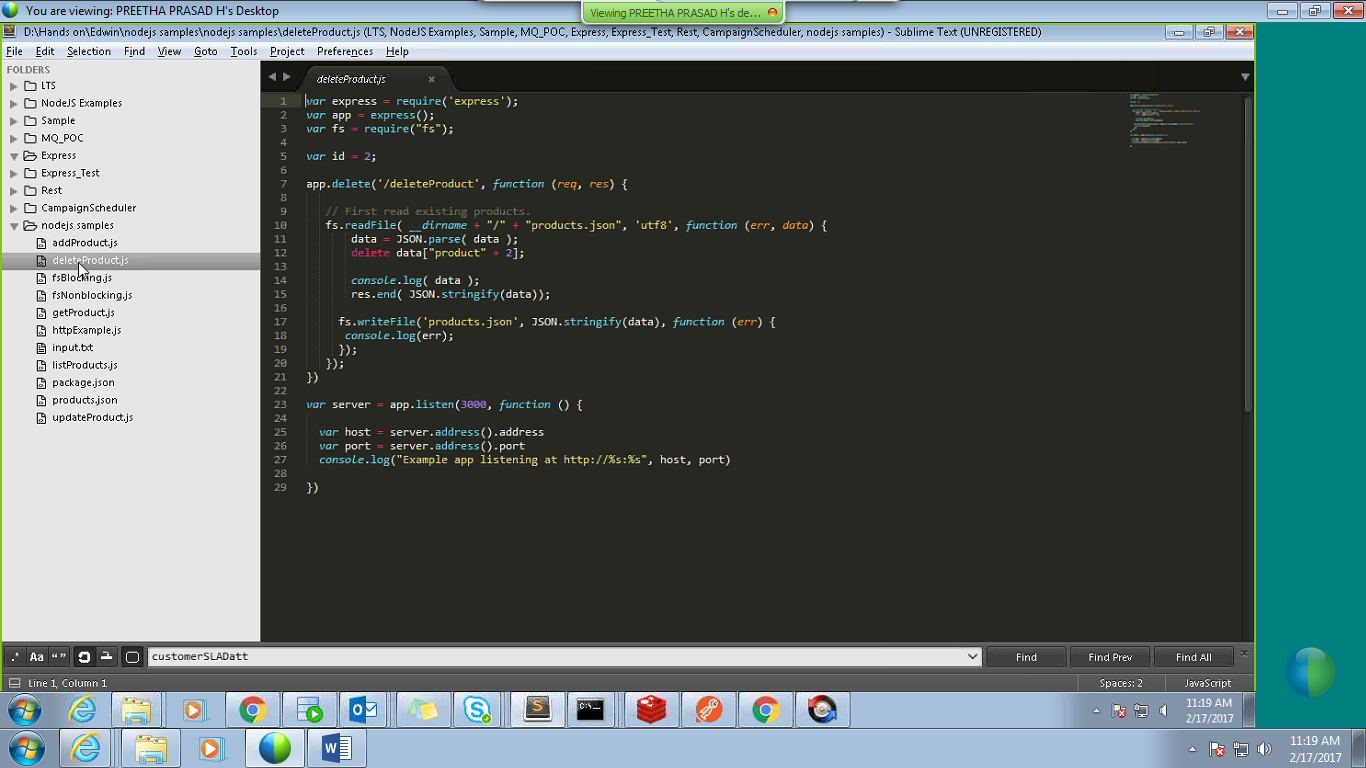 You are viewing: PREETHA PRASAD H's Desktop
Viewing PREETHA PRASAD H's de...
D:\Hands on\Edwin\nodejs samples\nodejs samples\deleteProduct.js (LTS, NodeJS Examples, Sample, MQ_POC, Express, Express_Test, Rest, CampaignScheduler, nodejs samples) - Sublime Text (UNREGISTERED)
File Edit Selection Find View Goto Tools Project Preferences Help
FOLDERS
LTS
NodeJS Examples
Sample
MQ_POC
Express
Express_Test
Rest
CampaignScheduler
nodejs samples
addProduct.js
deleteProduct.js
fsBlocking.js
fsNonblocking.js
getProduct.js
httpExample.js
input.txt
listProducts.js
package.json
products.json
updateProduct.js
deleteProduct.js
1 var express = require('express');
2 var app = express();
3 var fs = require("fs");
4
5 var id = 2;
6
7 app.delete('/deleteProduct', function (req, res) {
8
9 // First read existing products.
10 fs.readFile( __dirname + "/" + "products.json", 'utf8', function (err, data) {
11 data = JSON.parse( data );
12 delete data["product" + 2];
13
14 console.log( data );
15 res.end( JSON.stringify(data));
16
17 fs.writeFile('products.json', JSON.stringify(data), function (err) {
18 console.log(err);
19 });
20 });
21 })
22
23 var server = app.listen(3000, function () {
24
25 var host = server.address().address
26 var port = server.address().port
27 console.log("Example app listening at http://%s:%s", host, port)
28
29 })
.* Aa “ ” customerSLADatt Find Find Prev Find All
Line 1, Column 1 Spaces: 2 JavaScript
11:19 AM
2/17/2017
11:19 AM
2/17/2017